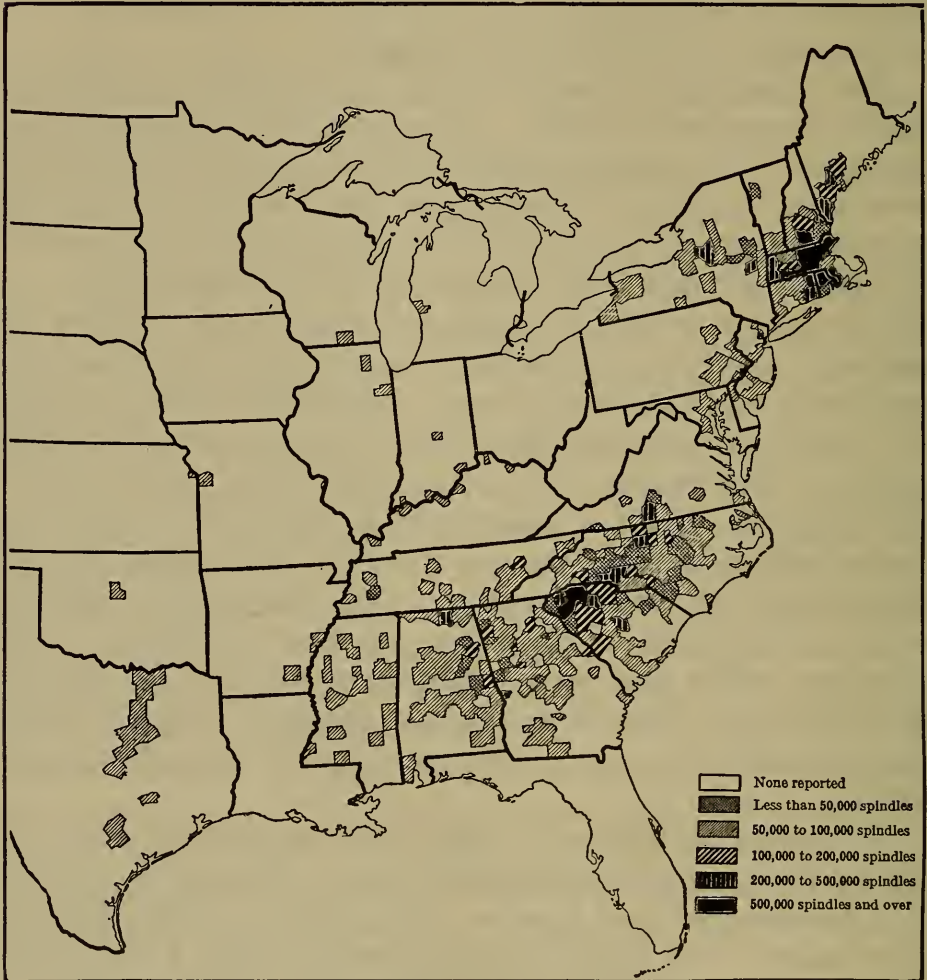 None reported
Less than 50,000 spindles
50,000 to 100,000 spindles
100,000 to 200,000 spindles
200,000 to 500,000 spindles
500,000 spindles and over